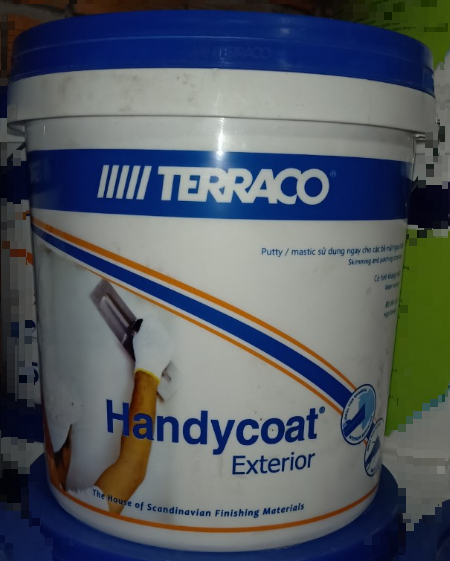 TERRACO
TERRACO
Putty / mastic sử dụng ngay cho các bề mặt
Skimming and patching
Handycoat®
Exterior
The House of Scandinavian Finishing Materials